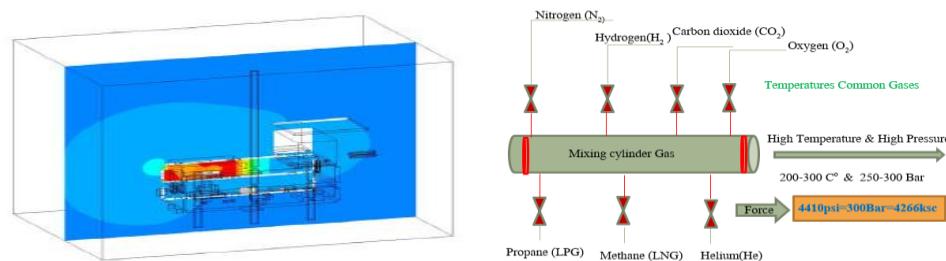 Nitrogen (N₂)
Hydrogen(H₂ )
Carbon dioxide (CO₂)
Oxygen (O₂)
Temperatures Common Gases
Mixing cylinder Gas
High Temperature & High Pressure
200-300 C° & 250-300 Bar
Force
4410psi=300Bar=4266ksc
Propane (LPG)
Methane (LNG)
Helium(He)